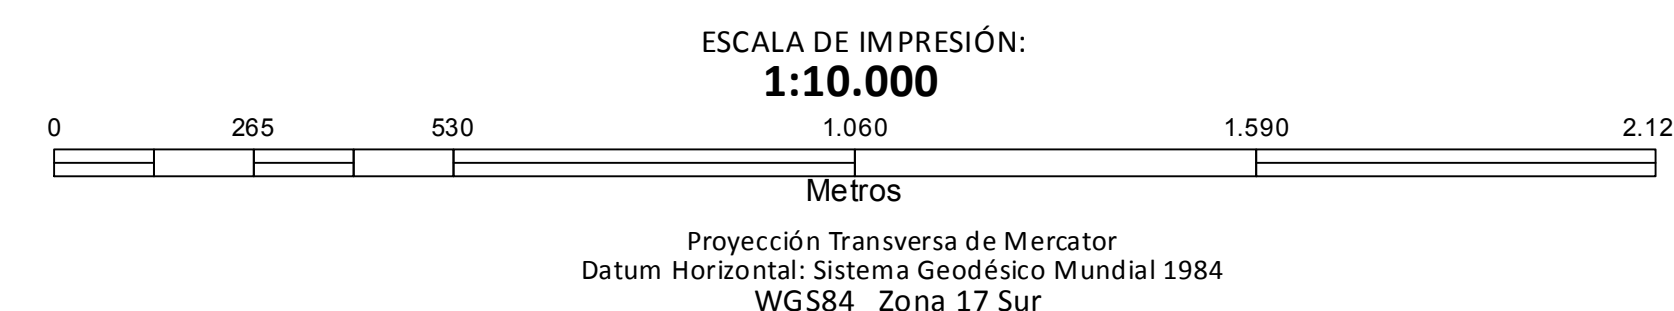 ESCALA DE IMPRESIÓN:
1:10.000
0 265 530 1.060 1.590 2.12
Metros
Proyección Transversa de Mercator
Datum Horizontal: Sistema Geodésico Mundial 1984
WGS84 Zona 17 Sur